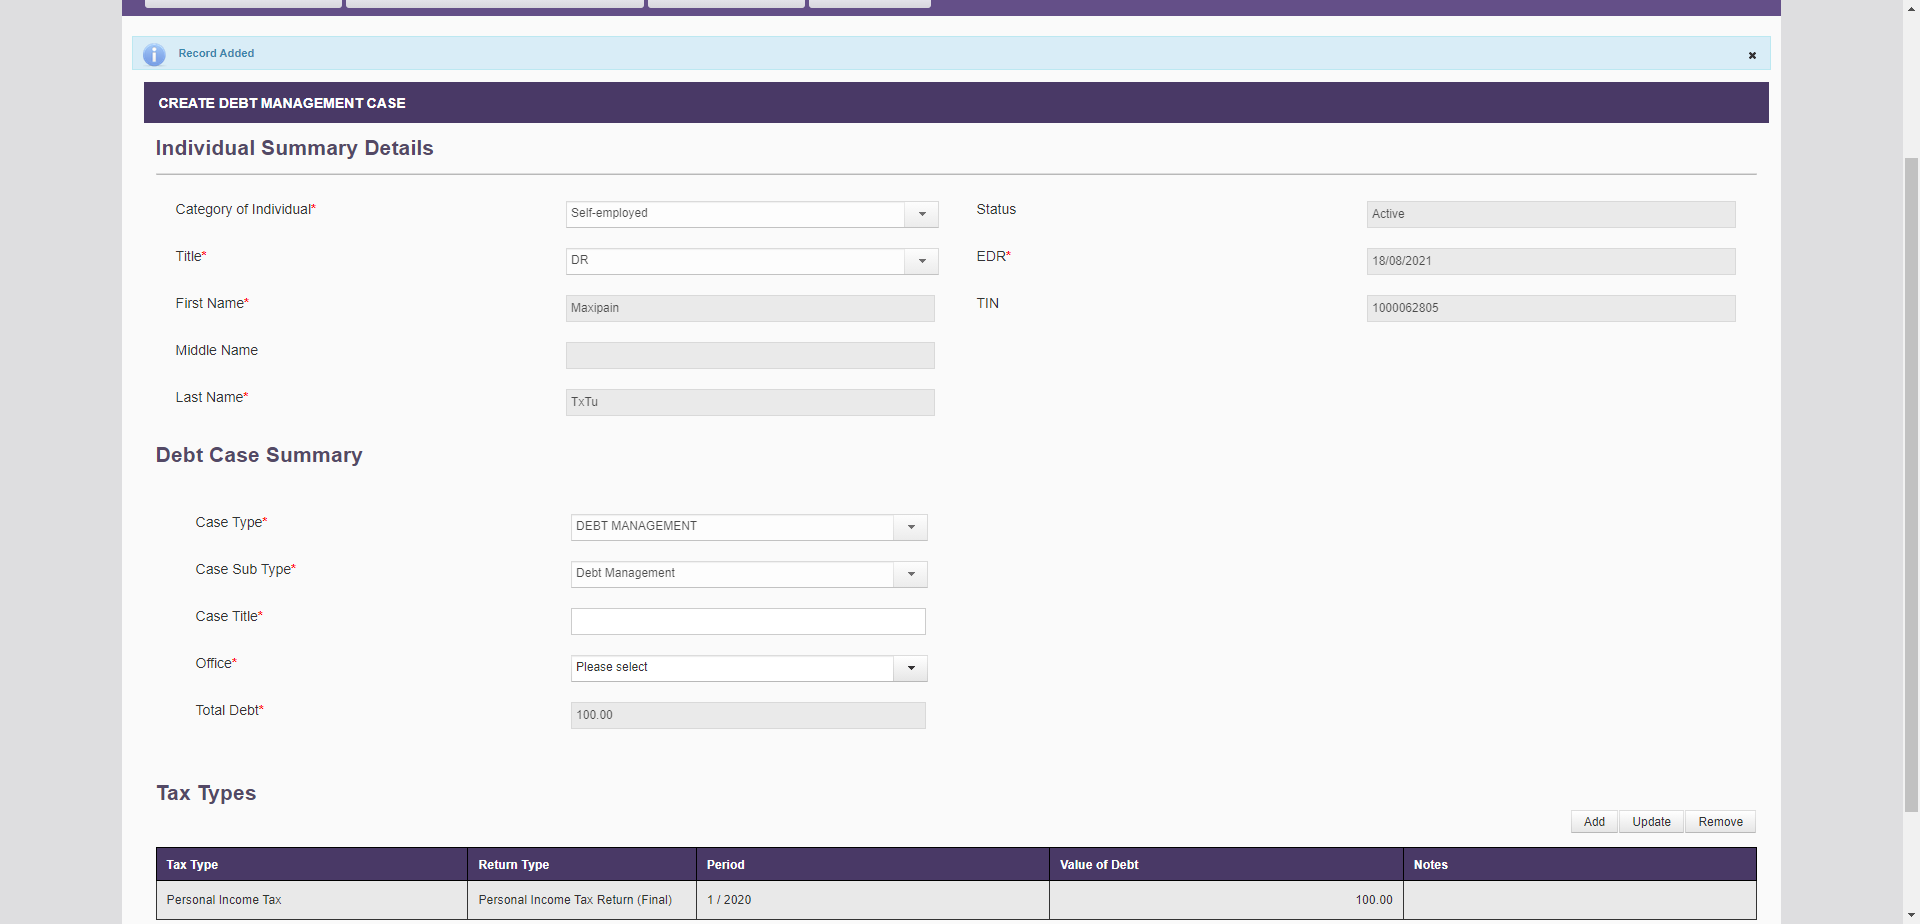 Record Added
CREATE DEBT MANAGEMENT CASE
Individual Summary Details
Category of Individual* Self-employed Status Active
Title* DR EDR* 18/08/2021
First Name* Maxipain TIN 1000062805
Middle Name
Last Name* TxTu
Debt Case Summary
Case Type* DEBT MANAGEMENT
Case Sub Type* Debt Management
Case Title*
Office* Please select
Total Debt* 100.00
Tax Types
Add Update Remove
Tax Type Return Type Period Value of Debt Notes
Personal Income Tax Personal Income Tax Return (Final) 1 / 2020 100.00